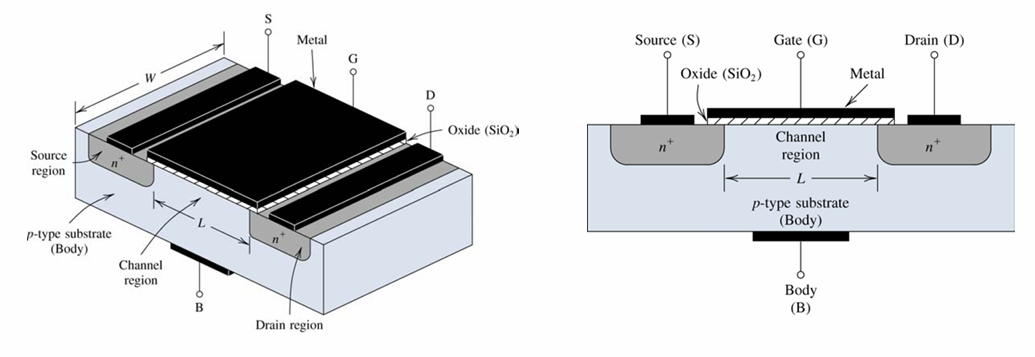 S
Metal
W
G
D
Oxide (SiO₂)
Source
region
n⁺
L
n⁺
p-type substrate
(Body)
Channel
region
B
Drain region
Source (S)
Gate (G)
Drain (D)
Oxide (SiO₂)
Metal
n⁺
Channel
region
n⁺
L
p-type substrate
(Body)
Body
(B)